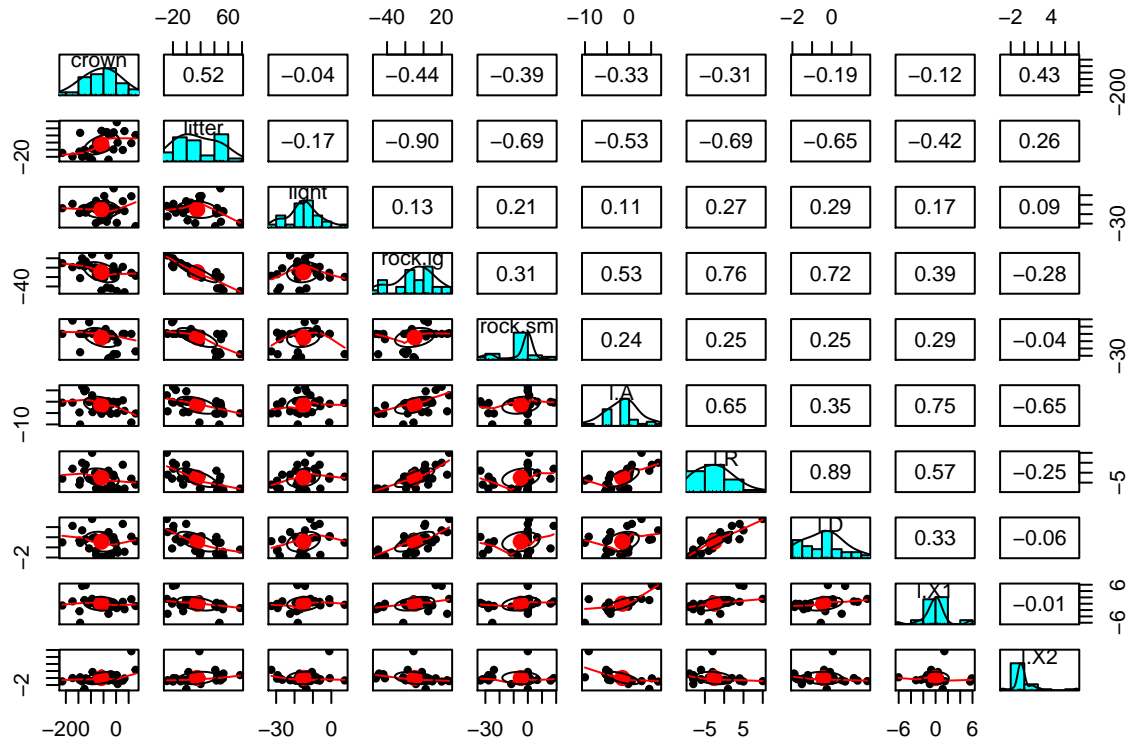 −20 60 −40 20 −10 0 −2 0 −2 4
crown 0.52 −0.04 −0.44 −0.39 −0.33 −0.31 −0.19 −0.12 0.43 −200
−20 litter −0.17 −0.90 −0.69 −0.53 −0.69 −0.65 −0.42 0.26
light 0.13 0.21 0.11 0.27 0.29 0.17 0.09 −30
−40 rock.lg 0.31 0.53 0.76 0.72 0.39 −0.28
rock.sm 0.24 0.25 0.25 0.29 −0.04 −30
−10 l.A 0.65 0.35 0.75 −0.65
l.R 0.89 0.57 −0.25 −5
−2 l.D 0.33 −0.06
l.X1 −0.01 −6 6
−2 l.X2
−200 0 −30 0 −30 0 −5 5 −6 0 6